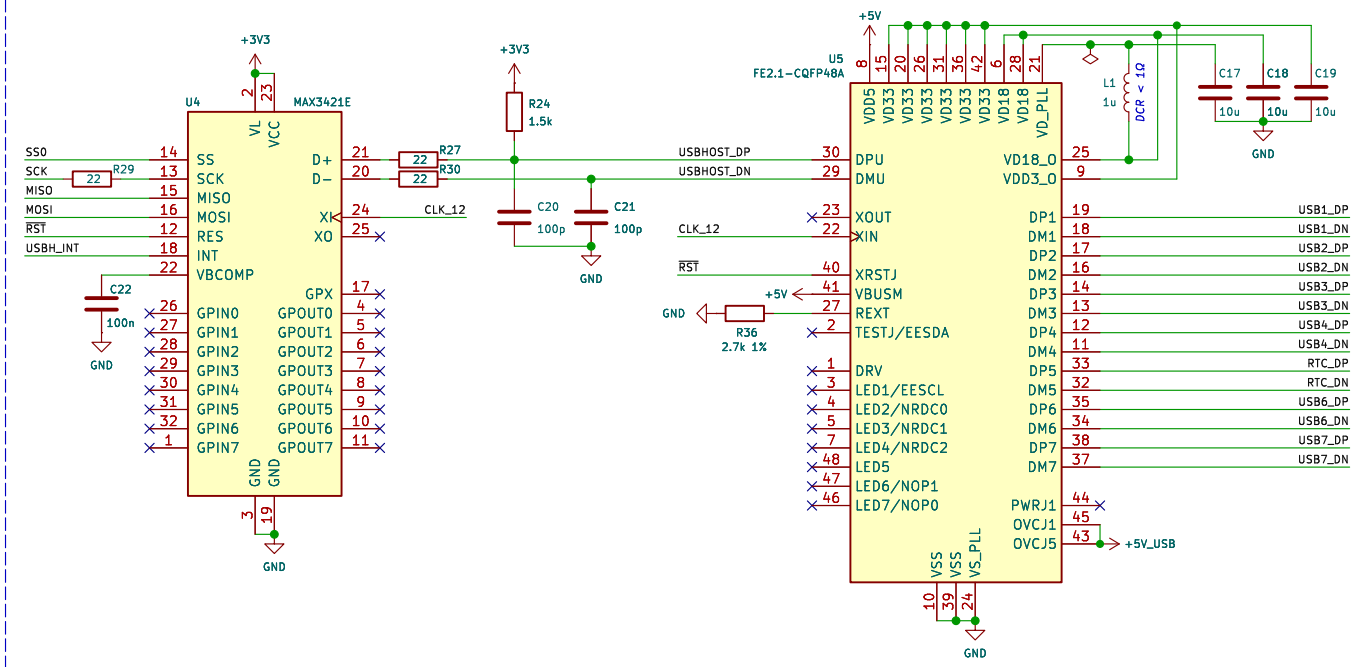 +3V3
2
23
U4
MAX3421E
VL
VCC
SS0
14
SS
SCK
22
R29
13
SCK
MISO
15
MISO
MOSI
16
MOSI
RST
12
RES
USBH_INT
18
INT
22
VBCOMP
C22
100n
GND
26
GPIN0
27
GPIN1
28
GPIN2
29
GPIN3
30
GPIN4
31
GPIN5
32
GPIN6
1
GPIN7
D+
21
22
R27
D-
20
22
R30
XI
24
CLK_12
XO
25
GPX
17
GPOUT0
4
GPOUT1
5
GPOUT2
6
GPOUT3
7
GPOUT4
8
GPOUT5
9
GPOUT6
10
GPOUT7
11
GND
GND
3
19
GND
+3V3
R24
1.5k
C20
100p
C21
100p
GND
USBHOST_DP
USBHOST_DN
CLK_12
RST
+5V
GND
R36
2.7k 1%
+5V
U5
FE2.1-CQFP48A
8
15
20
26
31
36
42
6
28
21
VDD5
VD33
VD33
VD33
VD33
VD33
VD33
VD18
VD18
VD_PLL
30
DPU
29
DMU
23
XOUT
22
XIN
40
XRSTJ
41
VBUSM
27
REXT
2
TESTJ/EESDA
1
DRV
3
LED1/EESCL
4
LED2/NRDC0
5
LED3/NRDC1
7
LED4/NRDC2
48
LED5
47
LED6/NOP1
46
LED7/NOP0
VD18_O
25
VDD3_O
9
DP1
19
USB1_DP
DM1
18
USB1_DN
DP2
17
USB2_DP
DM2
16
USB2_DN
DP3
14
USB3_DP
DM3
13
USB3_DN
DP4
12
USB4_DP
DM4
11
USB4_DN
DP5
33
RTC_DP
DM5
32
RTC_DN
DP6
35
USB6_DP
DM6
34
USB6_DN
DP7
38
USB7_DP
DM7
37
USB7_DN
PWRJ1
44
OVCJ1
45
OVCJ5
43
+5V_USB
VSS
VSS
VS_PLL
10
39
24
GND
L1
1u
DCR < 1Ω
C17
10u
C18
10u
C19
10u
GND